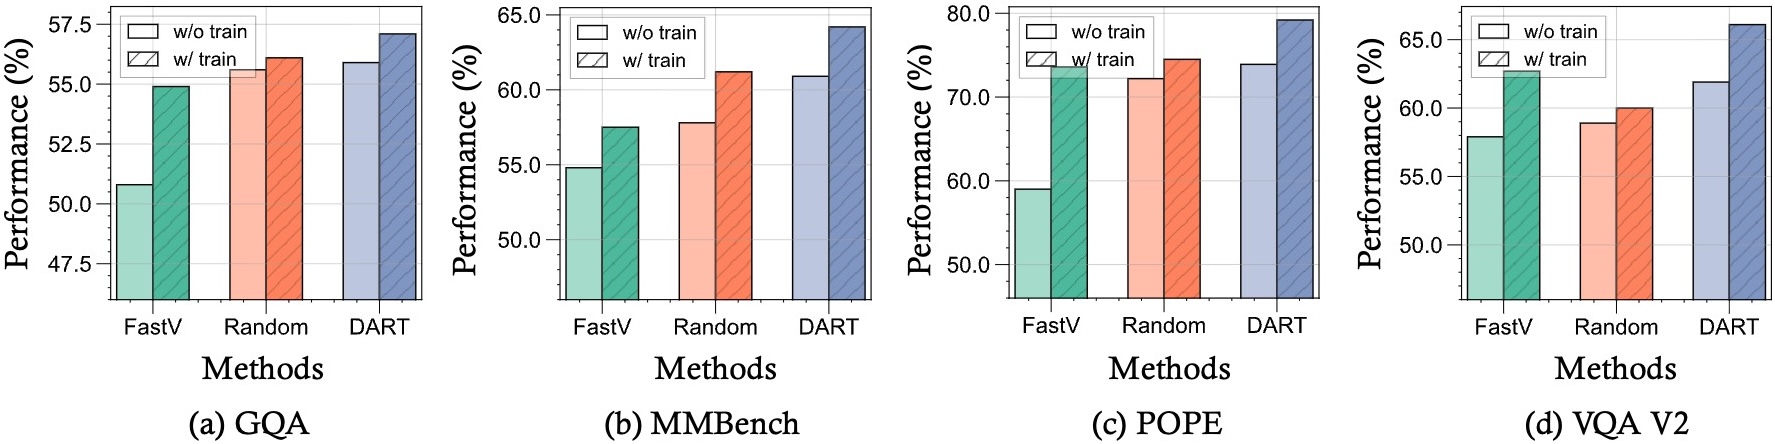 Performance (%)
57.5
55.0
52.5
50.0
47.5
w/o train
w/ train
FastV Random DART
Methods
(a) GQA
Performance (%)
65.0
60.0
55.0
50.0
w/o train
w/ train
FastV Random DART
Methods
(b) MMBench
Performance (%)
80.0
70.0
60.0
50.0
w/o train
w/ train
FastV Random DART
Methods
(c) POPE
Performance (%)
65.0
60.0
55.0
50.0
w/o train
w/ train
FastV Random DART
Methods
(d) VQA V2